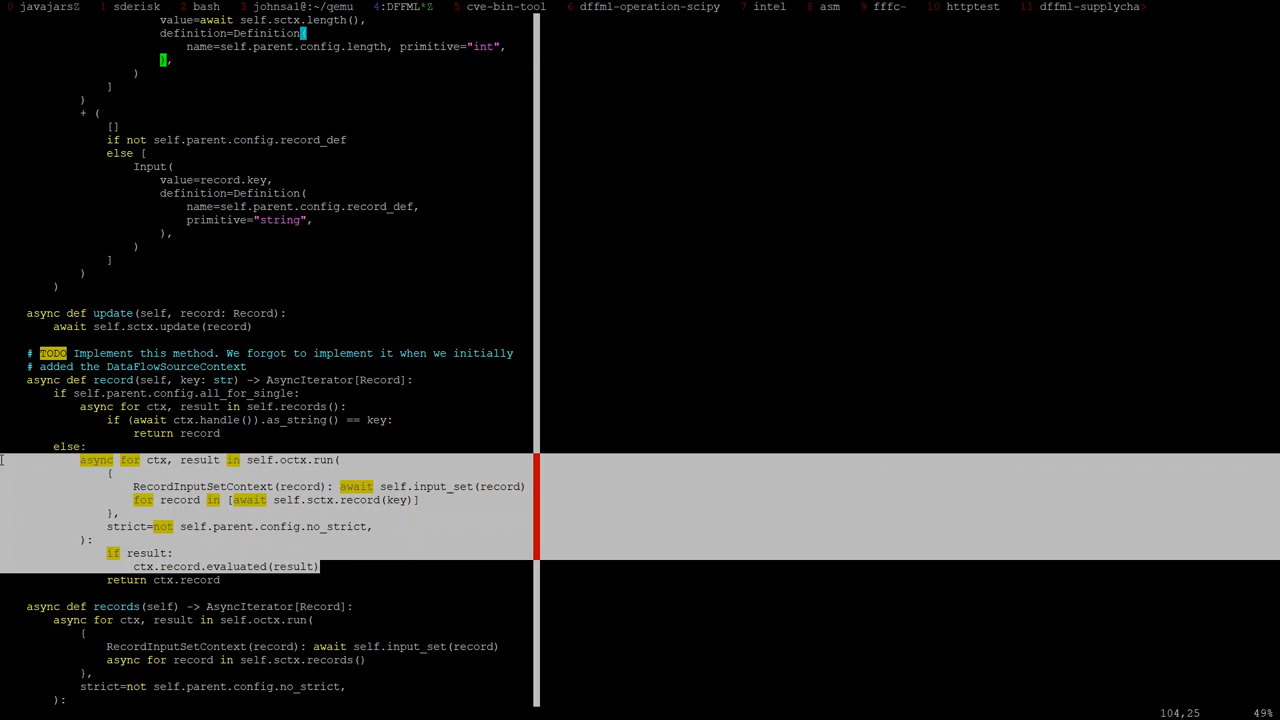 0 javajarsZ  1 sderisk  2 bash  3 johnsal@:~/qemu  4:DFFML*Z  5 cve-bin-tool  6 dffml-operation-scipy  7 intel  8 asm  9 fffc-  10 httptest  11 dffml-supplycha>
value=await self.sctx.length(),
definition=Definition(
name=self.parent.config.length, primitive="int",
),
)
]
)
+ (
[]
if not self.parent.config.record_def
else [
Input(
value=record.key,
definition=Definition(
name=self.parent.config.record_def,
primitive="string",
),
)
]
)
)
async def update(self, record: Record):
await self.sctx.update(record)
# TODO Implement this method. We forgot to implement it when we initially
# added the DataFlowSourceContext
async def record(self, key: str) -> AsyncIterator[Record]:
if self.parent.config.all_for_single:
async for ctx, result in self.records():
if (await ctx.handle()).as_string() == key:
return record
else:
async for ctx, result in self.octx.run(
{
RecordInputSetContext(record): await self.input_set(record)
for record in [await self.sctx.record(key)]
},
strict=not self.parent.config.no_strict,
):
if result:
ctx.record.evaluated(result)
return ctx.record
async def records(self) -> AsyncIterator[Record]:
async for ctx, result in self.octx.run(
{
RecordInputSetContext(record): await self.input_set(record)
async for record in self.sctx.records()
},
strict=not self.parent.config.no_strict,
):
104,25 49%